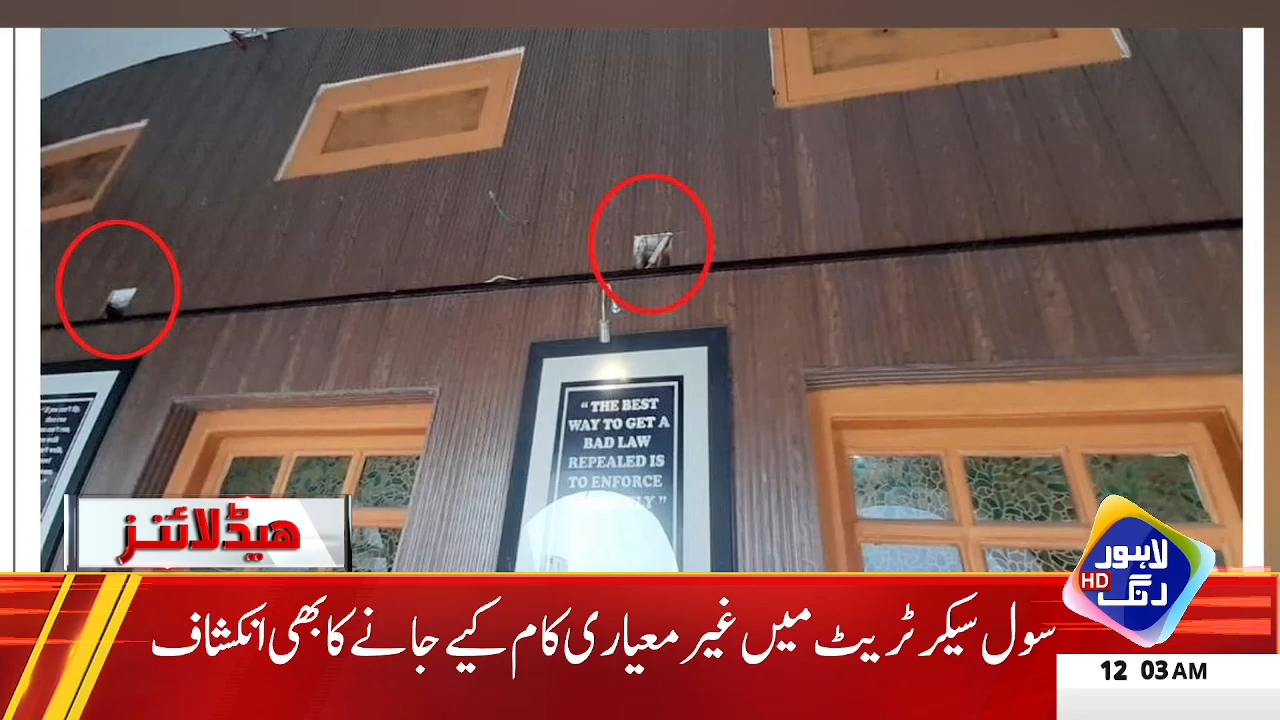 “ THE BEST
WAY TO GET A
BAD LAW
REPEALED IS
TO ENFORCE
ہیڈلائنز
لاہور
رنگ
HD
سول سیکرٹریٹ میں غیر معیاری کام کیے جانے کا بھی انکشاف
12 03 AM